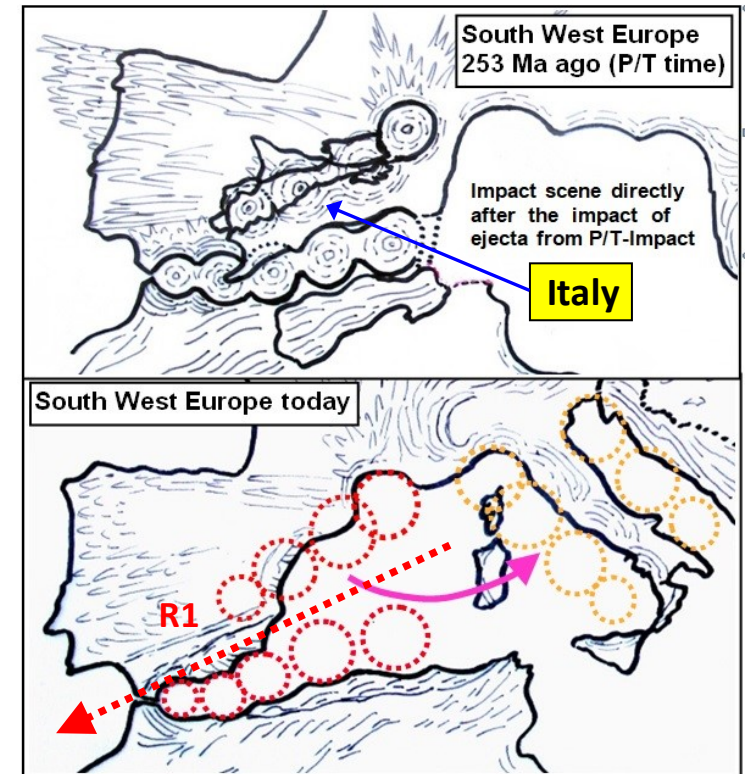 South West Europe
253 Ma ago (P/T time)
Impact scene directly
after the impact of
ejecta from P/T-Impact
Italy
South West Europe today
R1